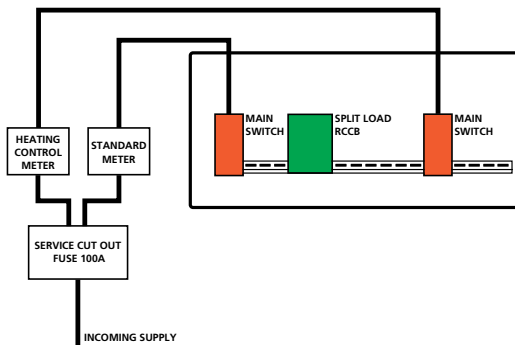 MAIN
SWITCH
SPLIT LOAD
RCCB
MAIN
SWITCH
HEATING
CONTROL
METER
STANDARD
METER
SERVICE CUT OUT
FUSE 100A
INCOMING SUPPLY